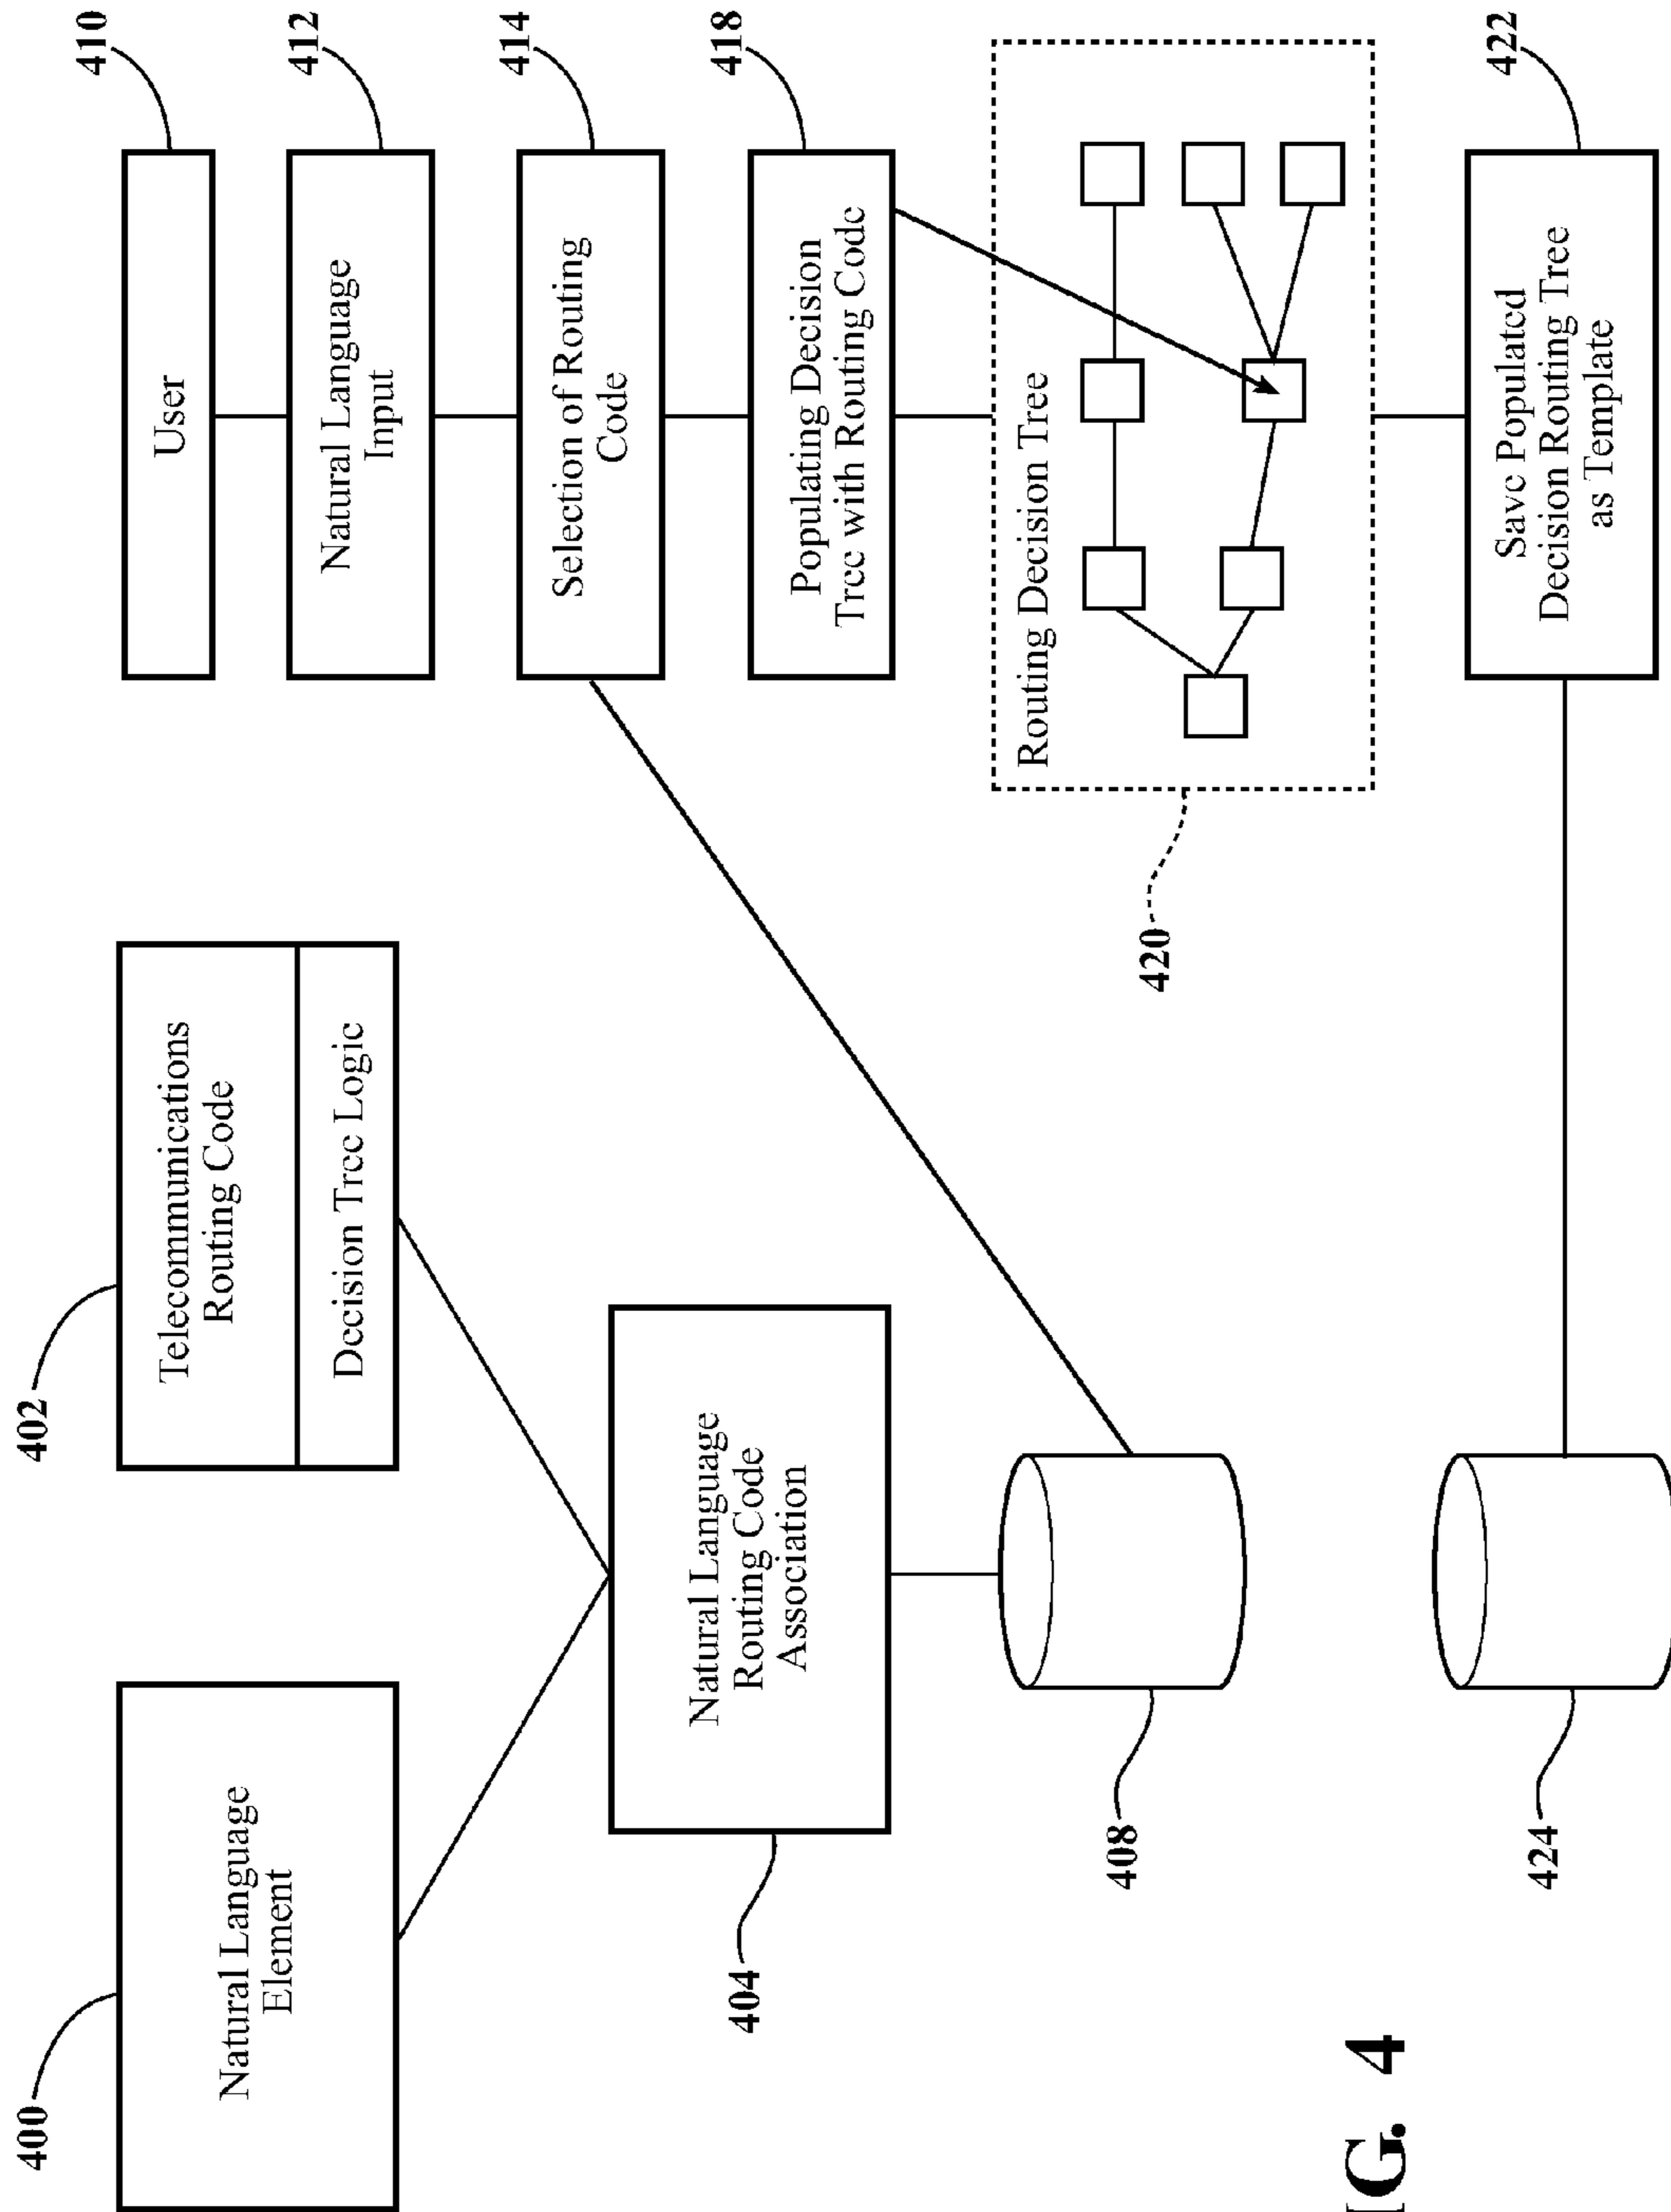 400
Natural Language
Element
402
Telecommunications
Routing Code
Decision Tree Logic
404
Natural Language
Routing Code
Association
408
410
User
412
Natural Language
Input
414
Selection of Routing
Code
418
Populating Decision
Tree with Routing Code
420
Routing Decision Tree
422
Save Populated
Decision Routing Tree
as Template
424
IG. 4